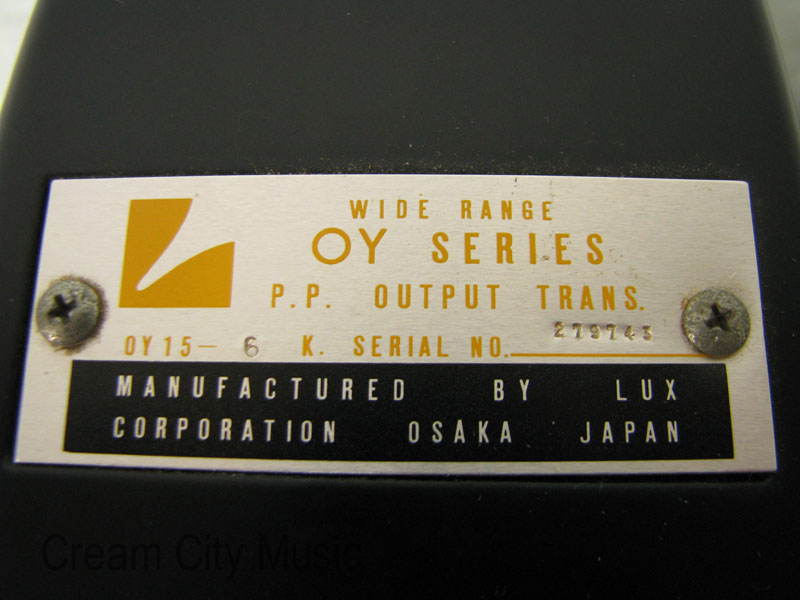 WIDE RANGE
OY SERIES
P.P. OUTPUT TRANS.
OY15- 6 K. SERIAL NO. 279743
MANUFACTURED BY LUX
CORPORATION OSAKA JAPAN
Cream City Music